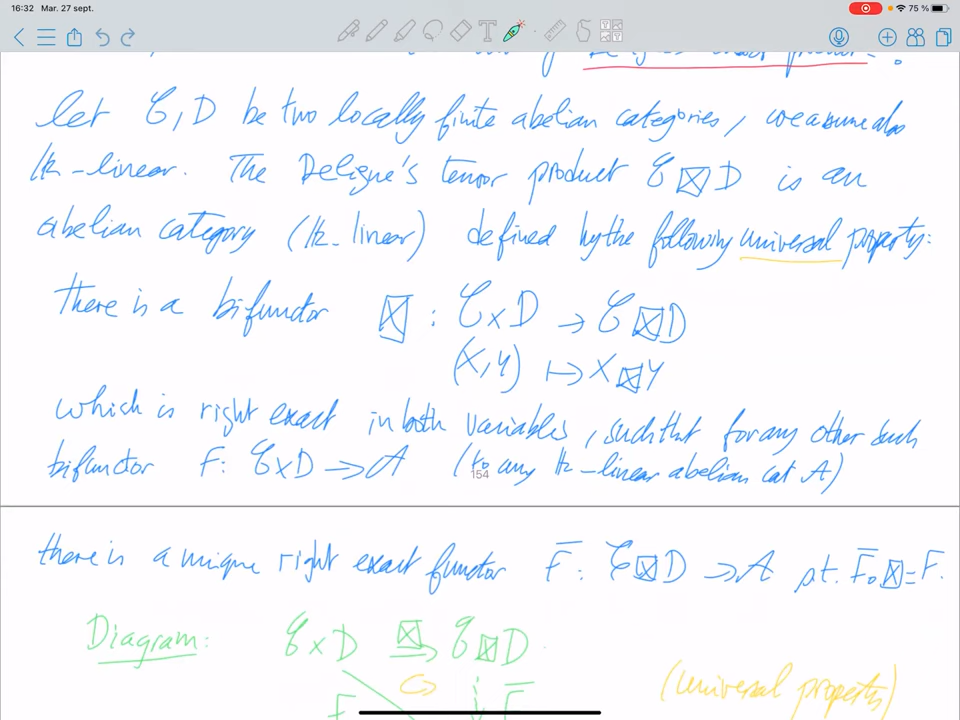 16:32 Mar. 27 sept. 75 %
Deligne's tensor product.
Let C, D be two locally finite abelian categories, we assume also
k-linear. The Deligne's tensor product C⊠D is an
abelian category (k-linear) defined by the following universal property:
there is a bifunctor ⊠ : C×D → C⊠D
(X,Y) ↦ X⊠Y
which is right exact in both variables, such that for any other such
bifunctor F: C×D → A (to any k-linear abelian cat A)
154
there is a unique right exact functor F̄ : C⊠D → A s.t. F̄∘⊠=F.
Diagram: C×D ⊠→ C⊠D
F F̄ (universal property)